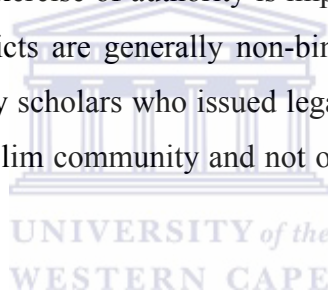 exercise of authority is imp
icts are generally non-bin
y scholars who issued lega
lim community and not o
UNIVERSITY of the
WESTERN CAPE